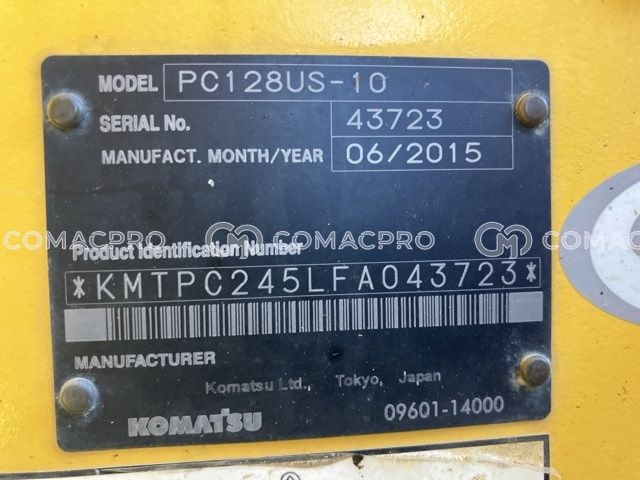 MODEL PC128US-10
SERIAL No. 43723
MANUFACT. MONTH/YEAR 06/2015
COMACPRO COMACPRO
Product Identification Number
*KMTPC245LFA043723*
MANUFACTURER
Komatsu Ltd., Tokyo, Japan
KOMATSU 09601-14000